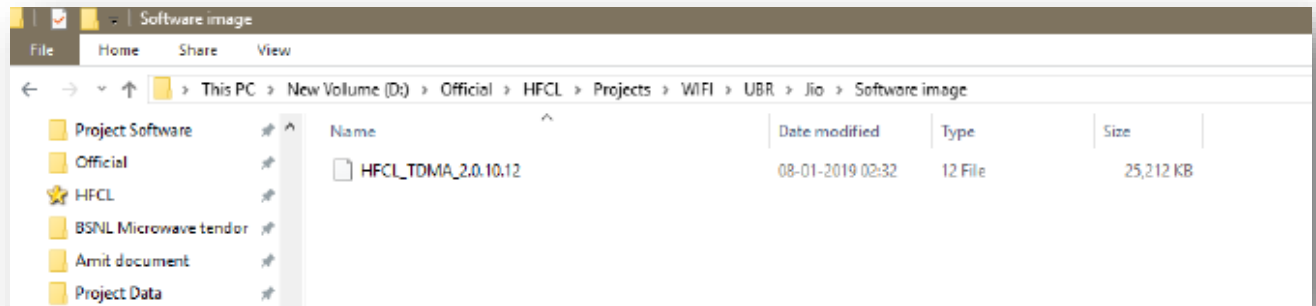 Software image
File Home Share View
This PC > New Volume (D:) > Official > HFCL > Projects > WIFI > UBR > Jio > Software image
Name Date modified Type Size
Project Software
HFCL_TDMA_2.0.10.12 08-01-2019 02:32 12 File 25,212 KB
Official
HFCL
BSNL Microwave tendor
Amit document
Project Data